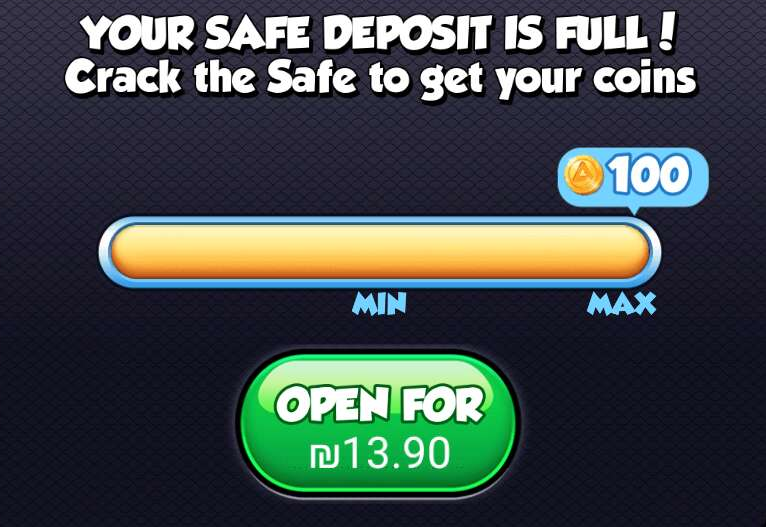 YOUR SAFE DEPOSIT IS FULL!
Crack the Safe to get your coins
100
MIN MAX
OPEN FOR
₪13.90